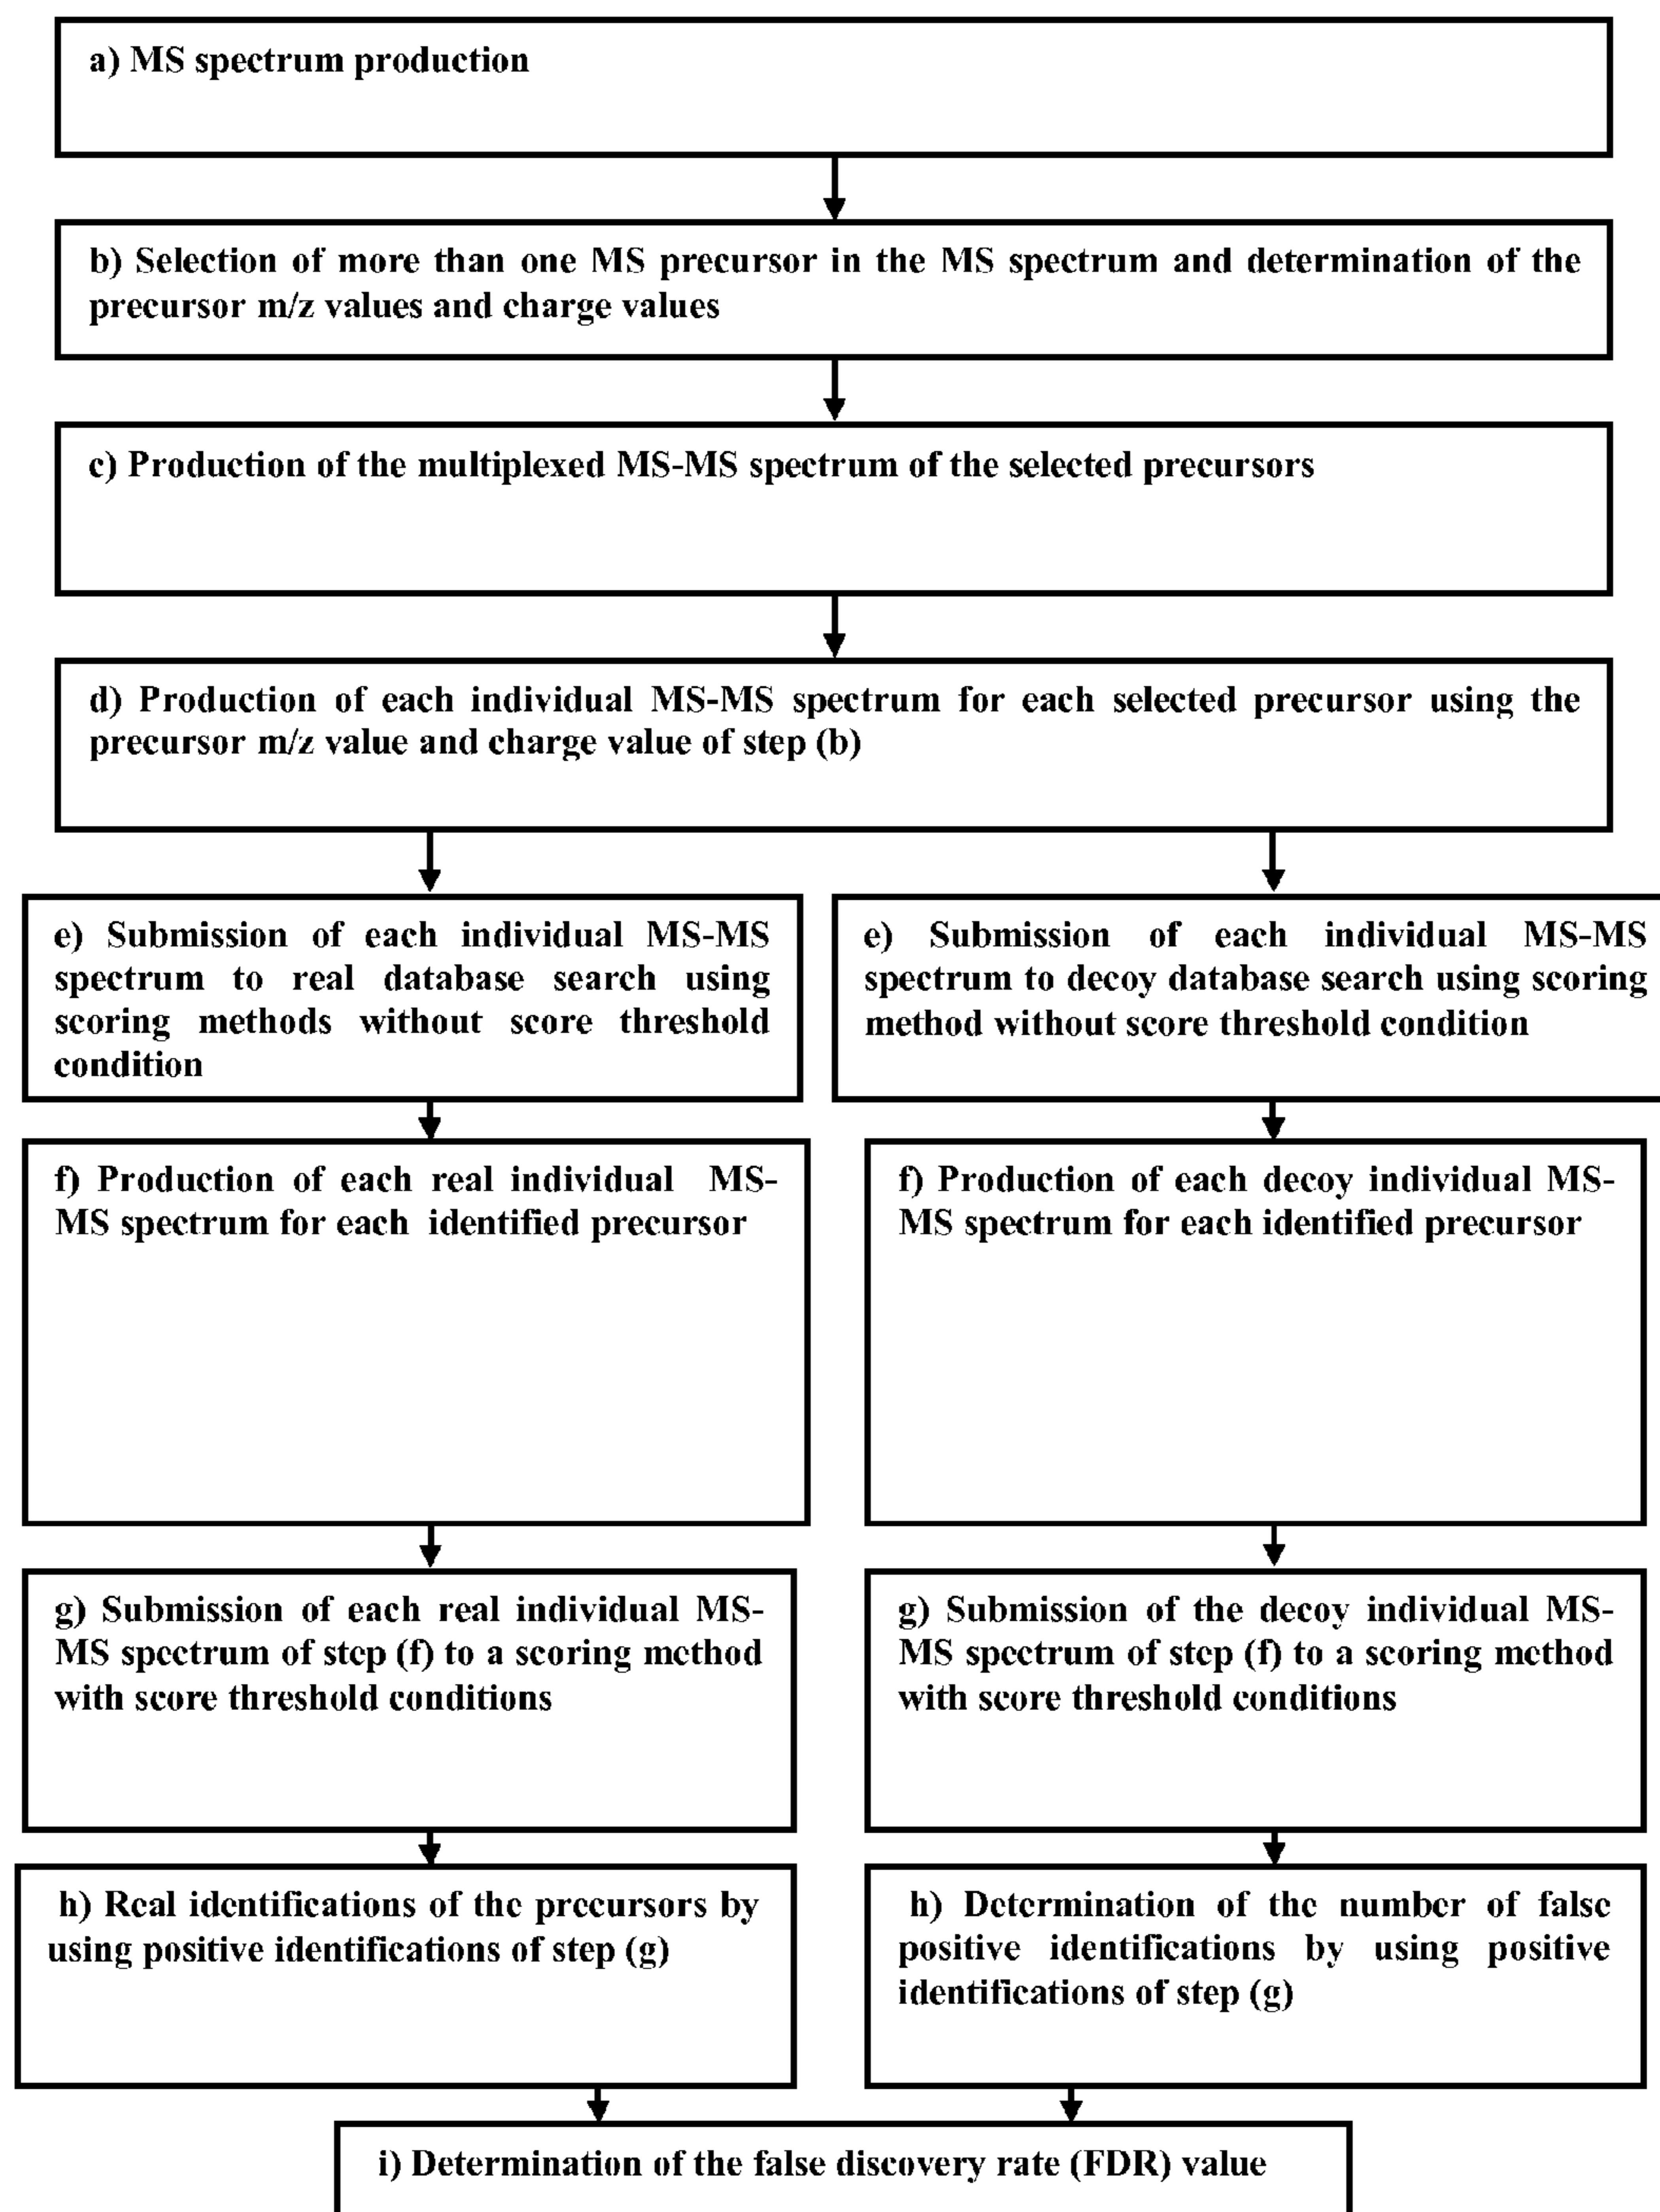 a) MS spectrum production
b) Selection of more than one MS precursor in the MS spectrum and determination of the
precursor m/z values and charge values
c) Production of the multiplexed MS-MS spectrum of the selected precursors
d) Production of each individual MS-MS spectrum for each selected precursor using the
precursor m/z value and charge value of step (b)
e) Submission of each individual MS-MS
spectrum to real database search using
scoring methods without score threshold
condition
e) Submission of each individual MS-MS
spectrum to decoy database search using scoring
method without score threshold condition
f) Production of each real individual MS-
MS spectrum for each identified precursor
f) Production of each decoy individual MS-
MS spectrum for each identified precursor
g) Submission of each real individual MS-
MS spectrum of step (f) to a scoring method
with score threshold conditions
g) Submission of the decoy individual MS-
MS spectrum of step (f) to a scoring method
with score threshold conditions
h) Real identifications of the precursors by
using positive identifications of step (g)
h) Determination of the number of false
positive identifications by using positive
identifications of step (g)
i) Determination of the false discovery rate (FDR) value